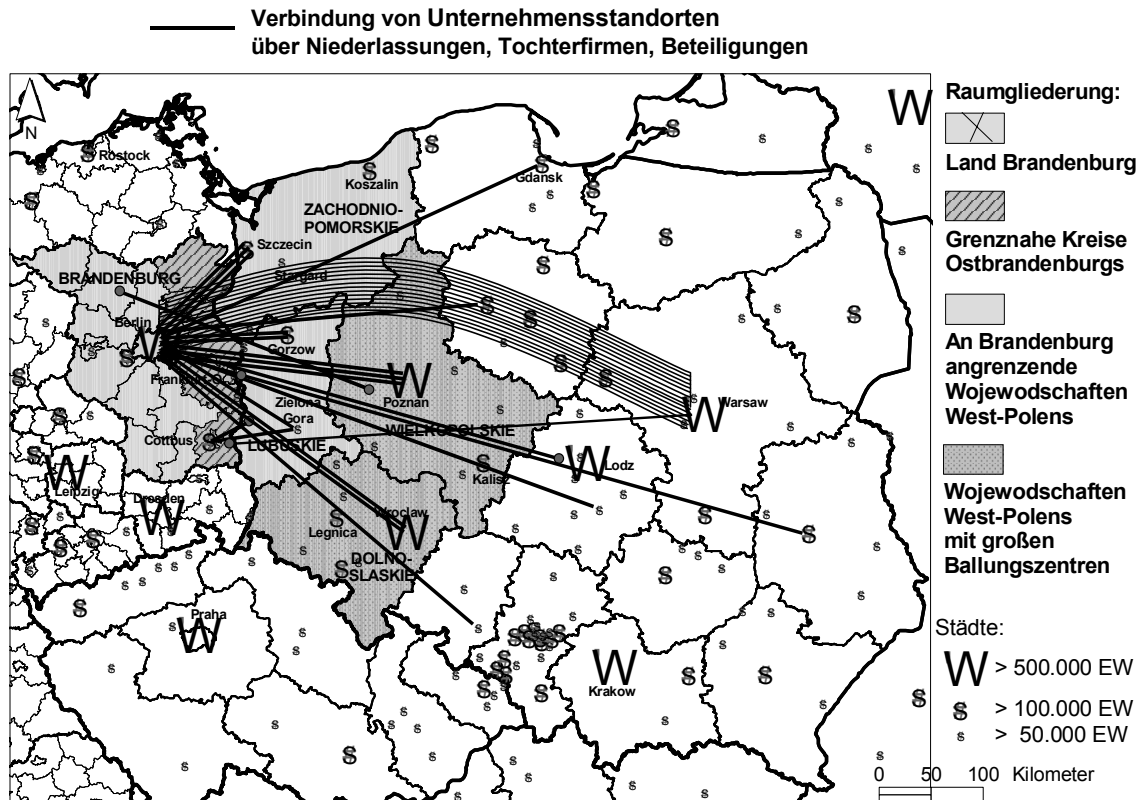 Verbindung von Unternehmensstandorten
über Niederlassungen, Tochterfirmen, Beteiligungen
N
Rostock
Koszalin
Gdansk
ZACHODNIO-
POMORSKIE
Szczecin
Stargard
BRANDENBURG
Berlin
Gorzow
Poznan
Zielona
Gora
WIELKOPOLSKIE
Warsaw
Cottbus
LUBUSKIE
Lodz
Kalisz
Leipzig
Dresden
Wroclaw
Legnica
DOLNO-
SLASKIE
Praha
Krakow
Raumgliederung:
Land Brandenburg
Grenznahe Kreise
Ostbrandenburgs
An Brandenburg
angrenzende
Wojewodschaften
West-Polens
Wojewodschaften
West-Polens
mit großen
Ballungszentren
Städte:
W > 500.000 EW
S > 100.000 EW
s > 50.000 EW
0 50 100 Kilometer